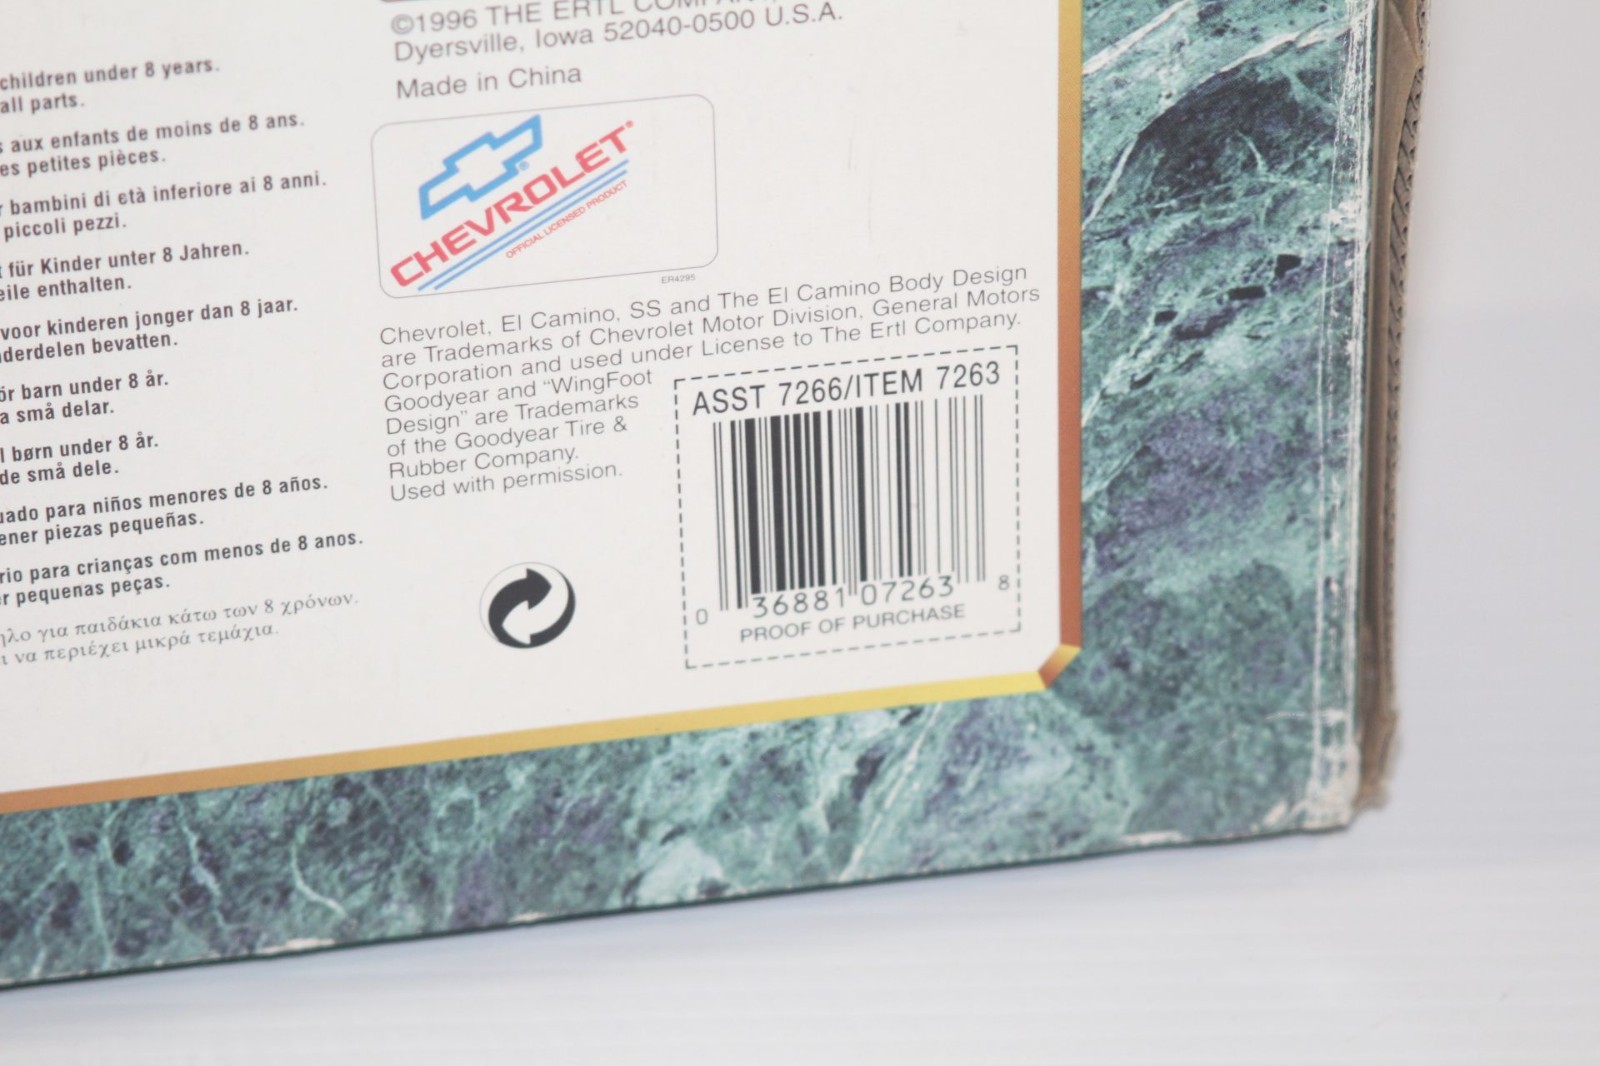 children under 8 years.
all parts.
aux enfants de moins de 8 ans.
es petites pièces.
r bambini di età inferiore ai 8 anni.
piccoli pezzi.
t für Kinder unter 8 Jahren.
eile enthalten.
voor kinderen jonger dan 8 jaar.
derdelen bevatten.
ör barn under 8 år.
a små delar.
l børn under 8 år.
de små dele.
uado para niños menores de 8 años.
ener piezas pequeñas.
rio para crianças com menos de 8 anos.
r pequenas peças.
ηλο για παιδάκια κάτω των 8 χρόνων.
ι να περιέχει μικρά τεμάχια.
©1996 THE ERTL COMPANY,
Dyersville, Iowa 52040-0500 U.S.A.
Made in China
CHEVROLET
OFFICIAL LICENSED PRODUCT
ER4295
Chevrolet, El Camino, SS and The El Camino Body Design
are Trademarks of Chevrolet Motor Division, General Motors
Corporation and used under License to The Ertl Company.
Goodyear and "WingFoot
Design" are Trademarks
of the Goodyear Tire &
Rubber Company.
Used with permission.
ASST 7266/ITEM 7263
0 36881 07263 8
PROOF OF PURCHASE